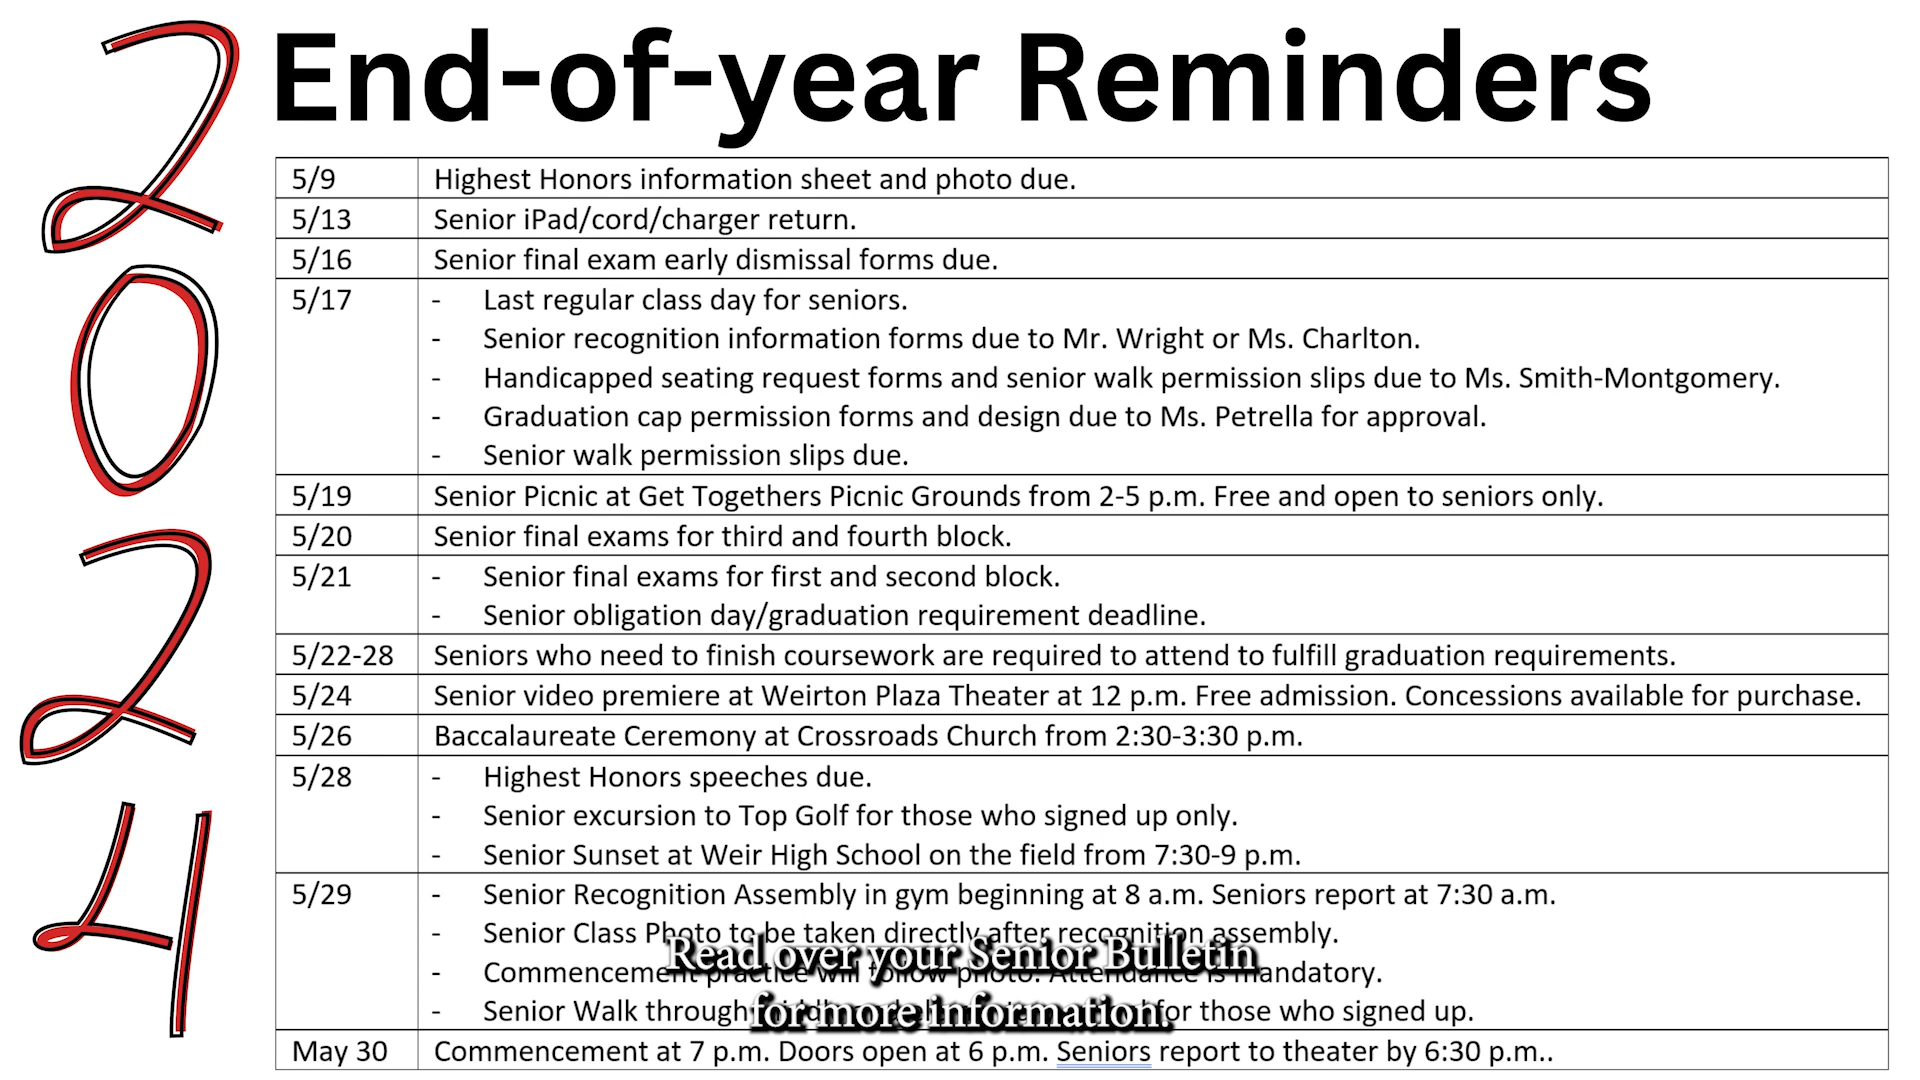 2024
End-of-year Reminders
5/9 Highest Honors information sheet and photo due.
5/13 Senior iPad/cord/charger return.
5/16 Senior final exam early dismissal forms due.
5/17 - Last regular class day for seniors.
- Senior recognition information forms due to Mr. Wright or Ms. Charlton.
- Handicapped seating request forms and senior walk permission slips due to Ms. Smith-Montgomery.
- Graduation cap permission forms and design due to Ms. Petrella for approval.
- Senior walk permission slips due.
5/19 Senior Picnic at Get Togethers Picnic Grounds from 2-5 p.m. Free and open to seniors only.
5/20 Senior final exams for third and fourth block.
5/21 - Senior final exams for first and second block.
- Senior obligation day/graduation requirement deadline.
5/22-28 Seniors who need to finish coursework are required to attend to fulfill graduation requirements.
5/24 Senior video premiere at Weirton Plaza Theater at 12 p.m. Free admission. Concessions available for purchase.
5/26 Baccalaureate Ceremony at Crossroads Church from 2:30-3:30 p.m.
5/28 - Highest Honors speeches due.
- Senior excursion to Top Golf for those who signed up only.
- Senior Sunset at Weir High School on the field from 7:30-9 p.m.
5/29 - Senior Recognition Assembly in gym beginning at 8 a.m. Seniors report at 7:30 a.m.
- Senior Class Photo to be taken directly after recognition assembly.
- Commencement practice will follow photo. Attendance is mandatory.
- Senior Walk through for those who signed up.
May 30 Commencement at 7 p.m. Doors open at 6 p.m. Seniors report to theater by 6:30 p.m..
Read over your Senior Bulletin
for more information.